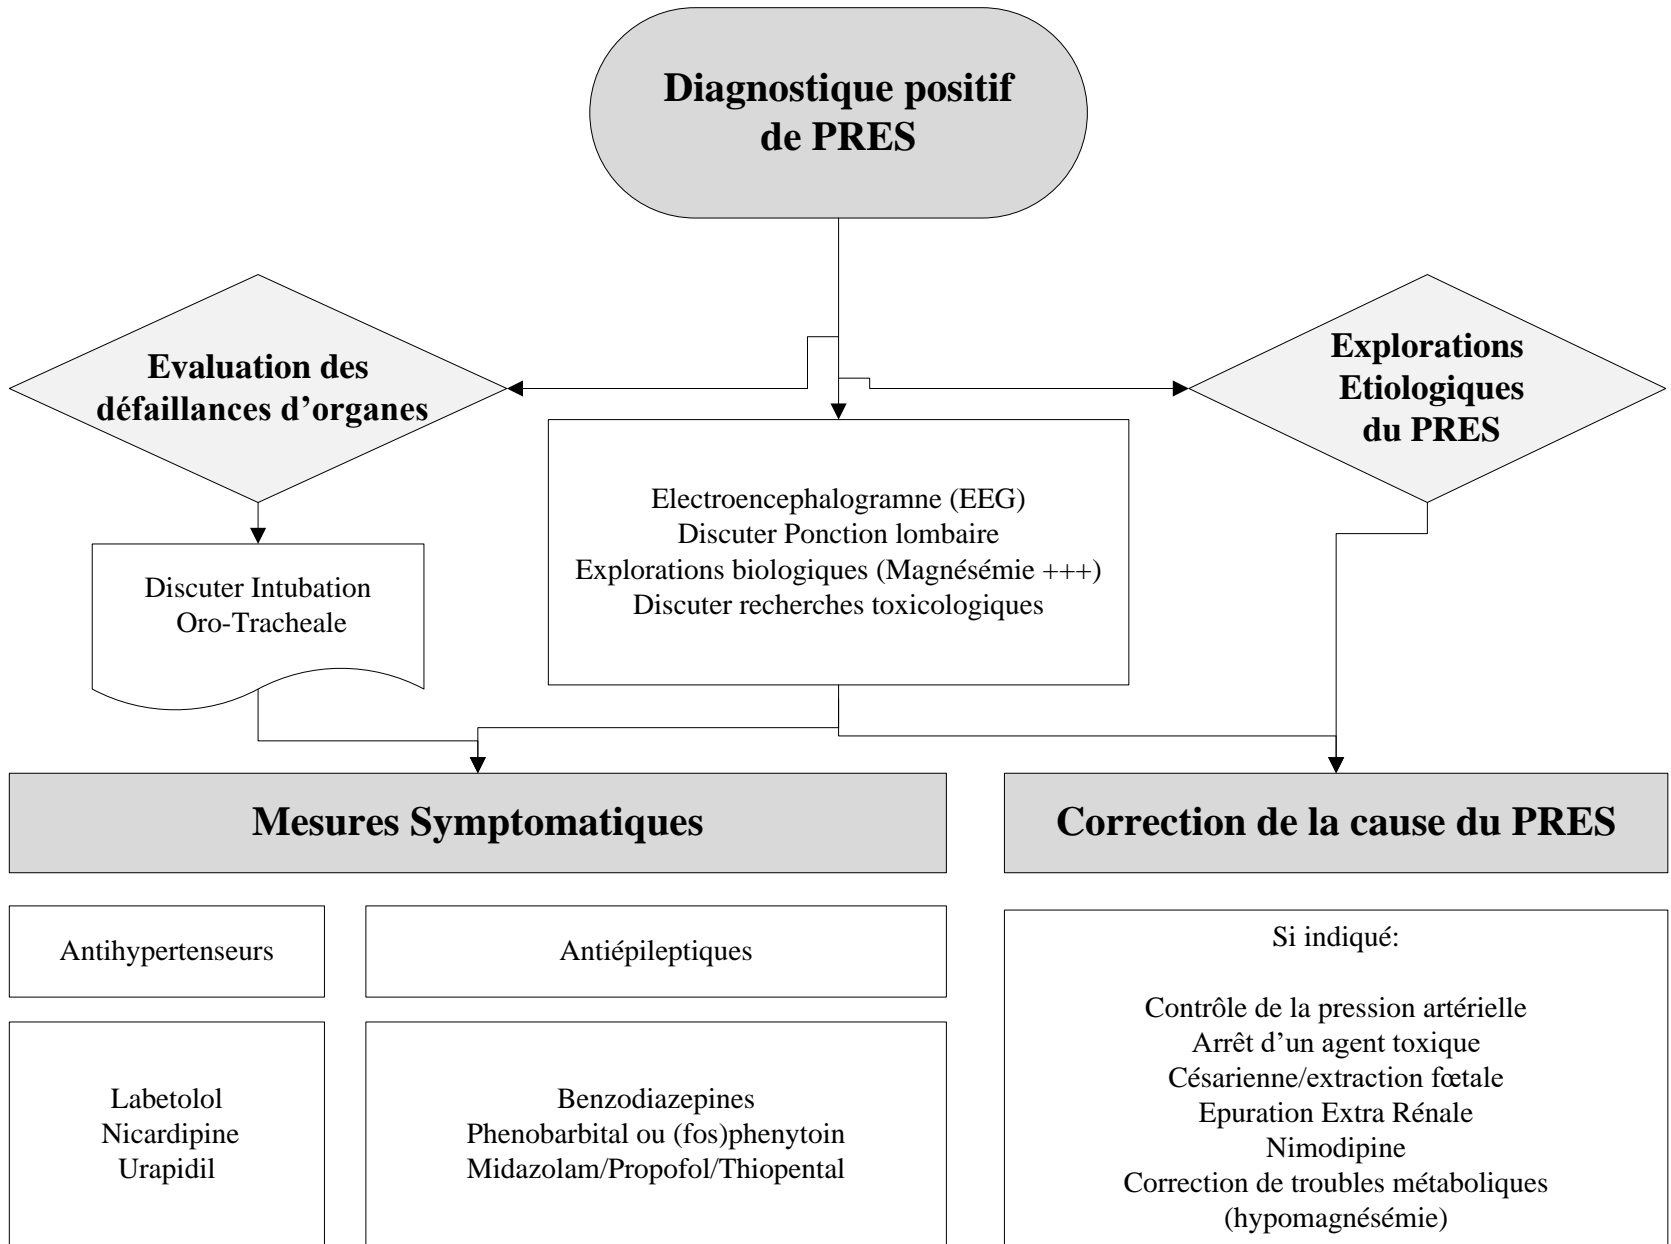 Diagnostique positif
de PRES
Evaluation des
défaillances d’organes
Explorations
Etiologiques
du PRES
Electroencephalogramne (EEG)
Discuter Ponction lombaire
Explorations biologiques (Magnésémie +++)
Discuter recherches toxicologiques
Discuter Intubation
Oro-Tracheale
Mesures Symptomatiques
Correction de la cause du PRES
Antihypertenseurs
Antiépileptiques
Labetolol
Nicardipine
Urapidil
Benzodiazepines
Phenobarbital ou (fos)phenytoin
Midazolam/Propofol/Thiopental
Si indiqué:
Contrôle de la pression artérielle
Arrêt d’un agent toxique
Césarienne/extraction fœtale
Epuration Extra Rénale
Nimodipine
Correction de troubles métaboliques
(hypomagnésémie)